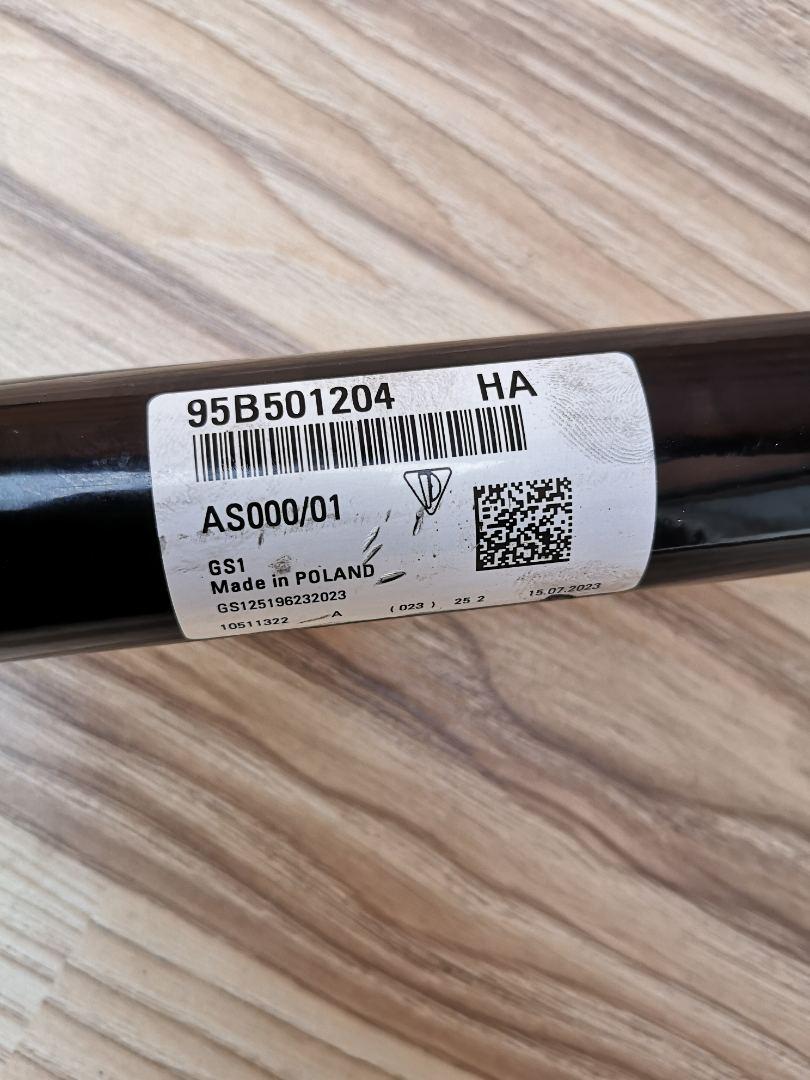 95B501204 HA
AS000/01
GS1
Made in POLAND
GS125196232023
10511322 A (023) 25 2 15.07.2023